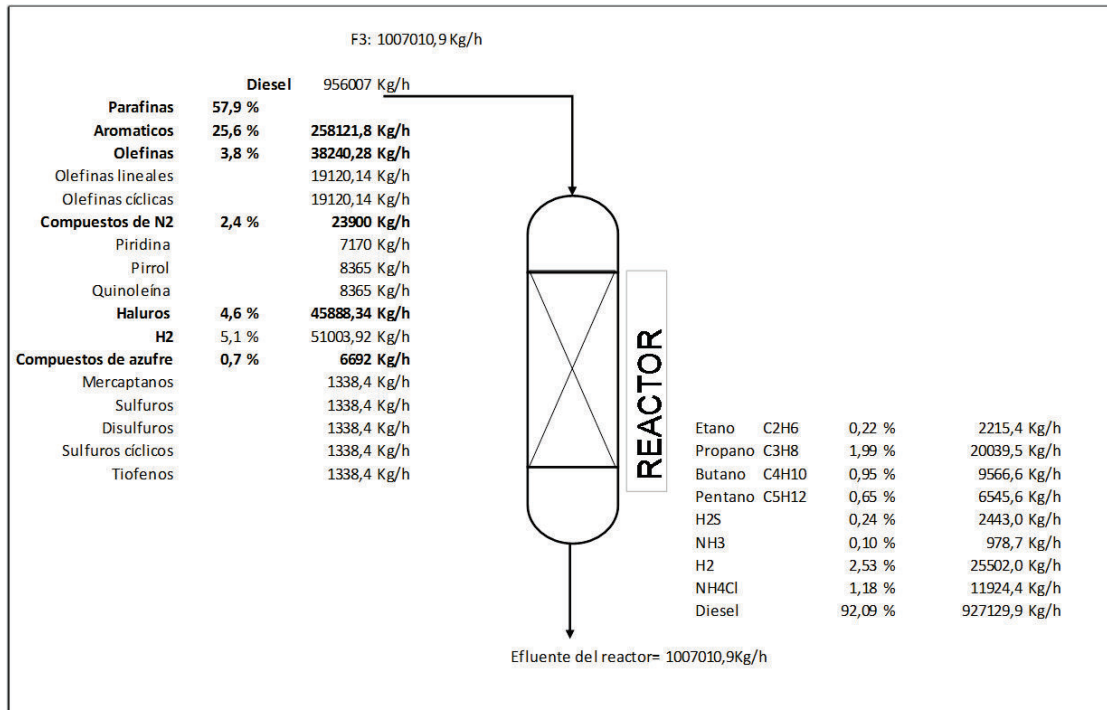 F3: 1007010,9 Kg/h
Diesel 956007 Kg/h
Parafinas 57,9 %
Aromaticos 25,6 % 258121,8 Kg/h
Olefinas 3,8 % 38240,28 Kg/h
Olefinas lineales 19120,14 Kg/h
Olefinas cíclicas 19120,14 Kg/h
Compuestos de N2 2,4 % 23900 Kg/h
Piridina 7170 Kg/h
Pirrol 8365 Kg/h
Quinoleína 8365 Kg/h
Haluros 4,6 % 45888,34 Kg/h
H2 5,1 % 51003,92 Kg/h
Compuestos de azufre 0,7 % 6692 Kg/h
Mercaptanos 1338,4 Kg/h
Sulfuros 1338,4 Kg/h
Disulfuros 1338,4 Kg/h
Sulfuros cíclicos 1338,4 Kg/h
Tiofenos 1338,4 Kg/h
REACTOR
Etano C2H6 0,22 % 2215,4 Kg/h
Propano C3H8 1,99 % 20039,5 Kg/h
Butano C4H10 0,95 % 9566,6 Kg/h
Pentano C5H12 0,65 % 6545,6 Kg/h
H2S 0,24 % 2443,0 Kg/h
NH3 0,10 % 978,7 Kg/h
H2 2,53 % 25502,0 Kg/h
NH4Cl 1,18 % 11924,4 Kg/h
Diesel 92,09 % 927129,9 Kg/h
Efluente del reactor= 1007010,9Kg/h